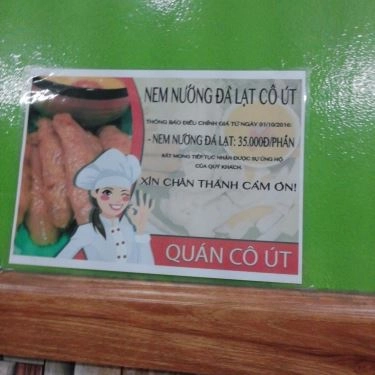 NEM NƯỚNG ĐÀ LẠT CÔ ÚT
THÔNG BÁO ĐIỀU CHỈNH GIÁ TỪ NGÀY 01/10/2016:
- NEM NƯỚNG ĐÀ LẠT: 35.000Đ/PHẦN
RẤT MONG TIẾP TỤC NHẬN ĐƯỢC SỰ ỦNG HỘ
CỦA QUÝ KHÁCH.
XIN CHÂN THÀNH CẢM ƠN!
QUÁN CÔ ÚT